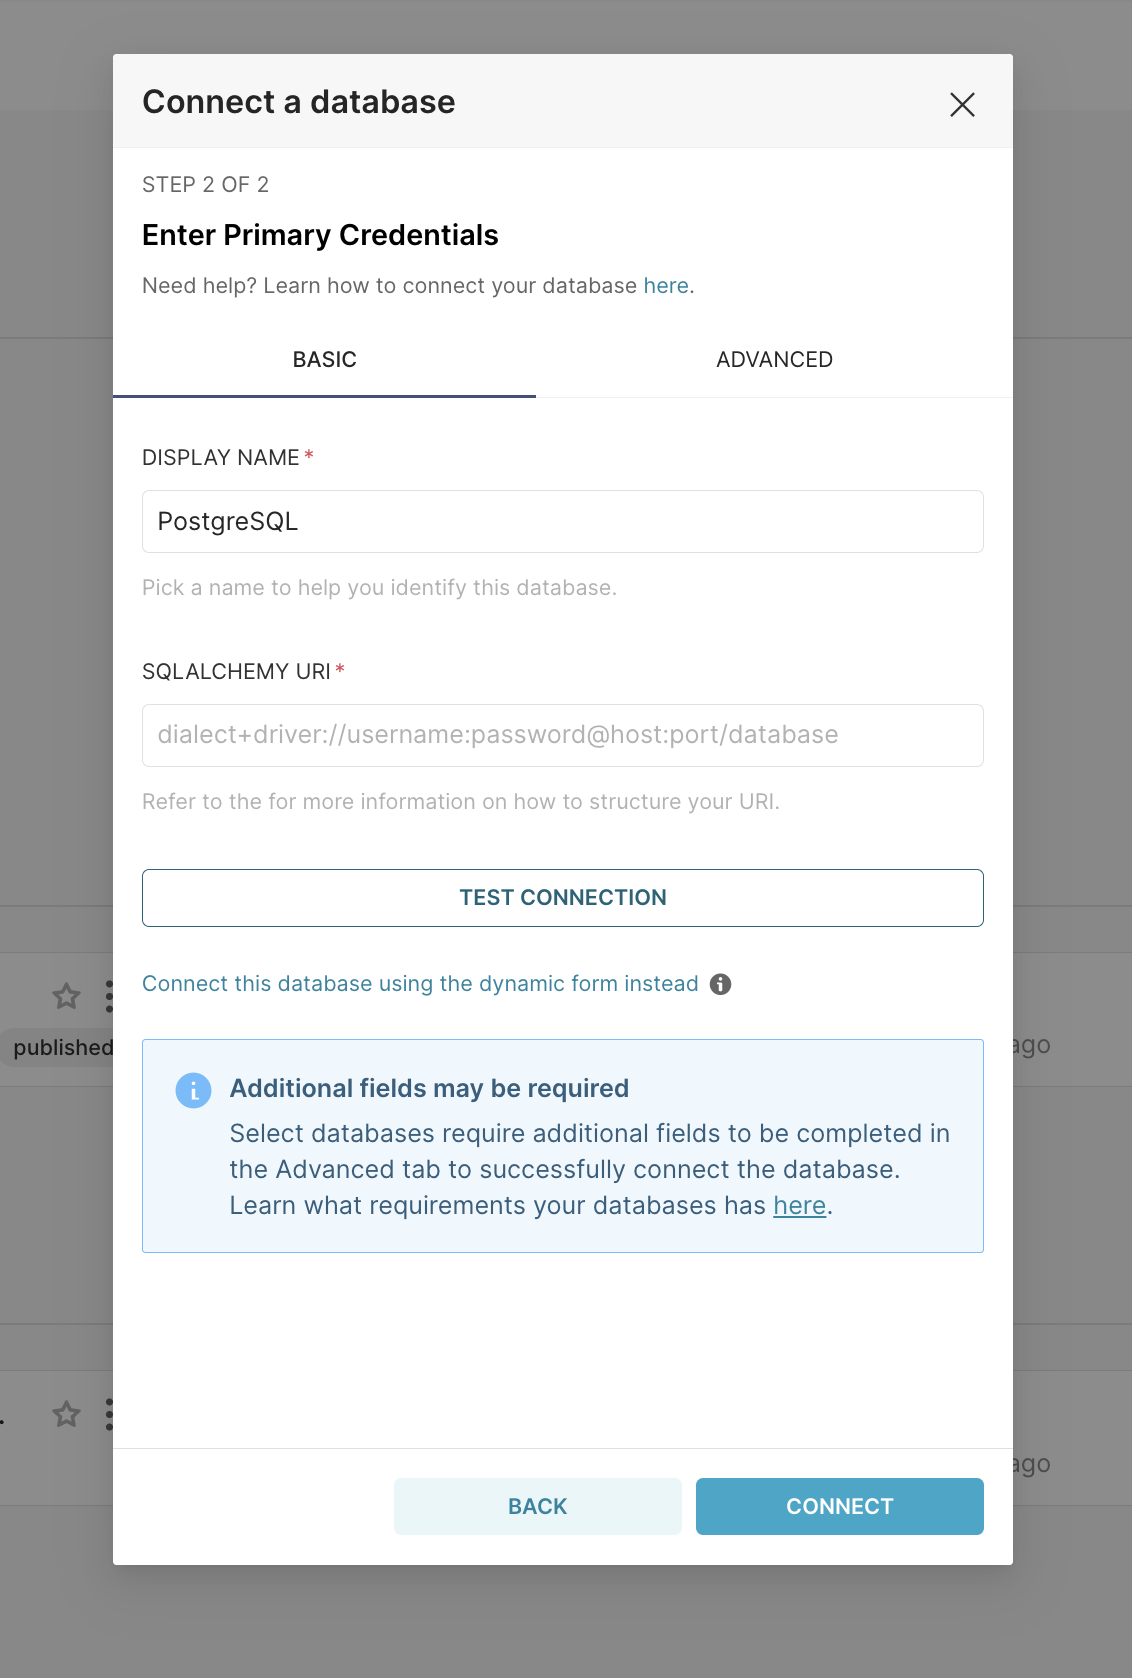 Connect a database
STEP 2 OF 2
Enter Primary Credentials
Need help? Learn how to connect your database here.
BASIC
ADVANCED
DISPLAY NAME*
PostgreSQL
Pick a name to help you identify this database.
SQLALCHEMY URI*
dialect+driver://username:password@host:port/database
Refer to the for more information on how to structure your URI.
TEST CONNECTION
Connect this database using the dynamic form instead
published
ago
Additional fields may be required
Select databases require additional fields to be completed in
the Advanced tab to successfully connect the database.
Learn what requirements your databases has here.
ago
BACK
CONNECT